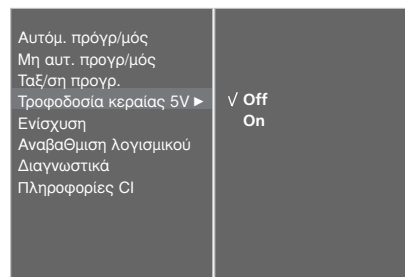 Αυτόμ. πρόγρ/μός
Μη αυτ. προγρ/μός
Ταξ/ση προγρ.
Τροφοδοσία κεραίας 5V ►
Ενίσχυση
ΑναβαΘμιση λογισμικού
Διαγνωστικά
Πληροφορίες CI
√ Off
On